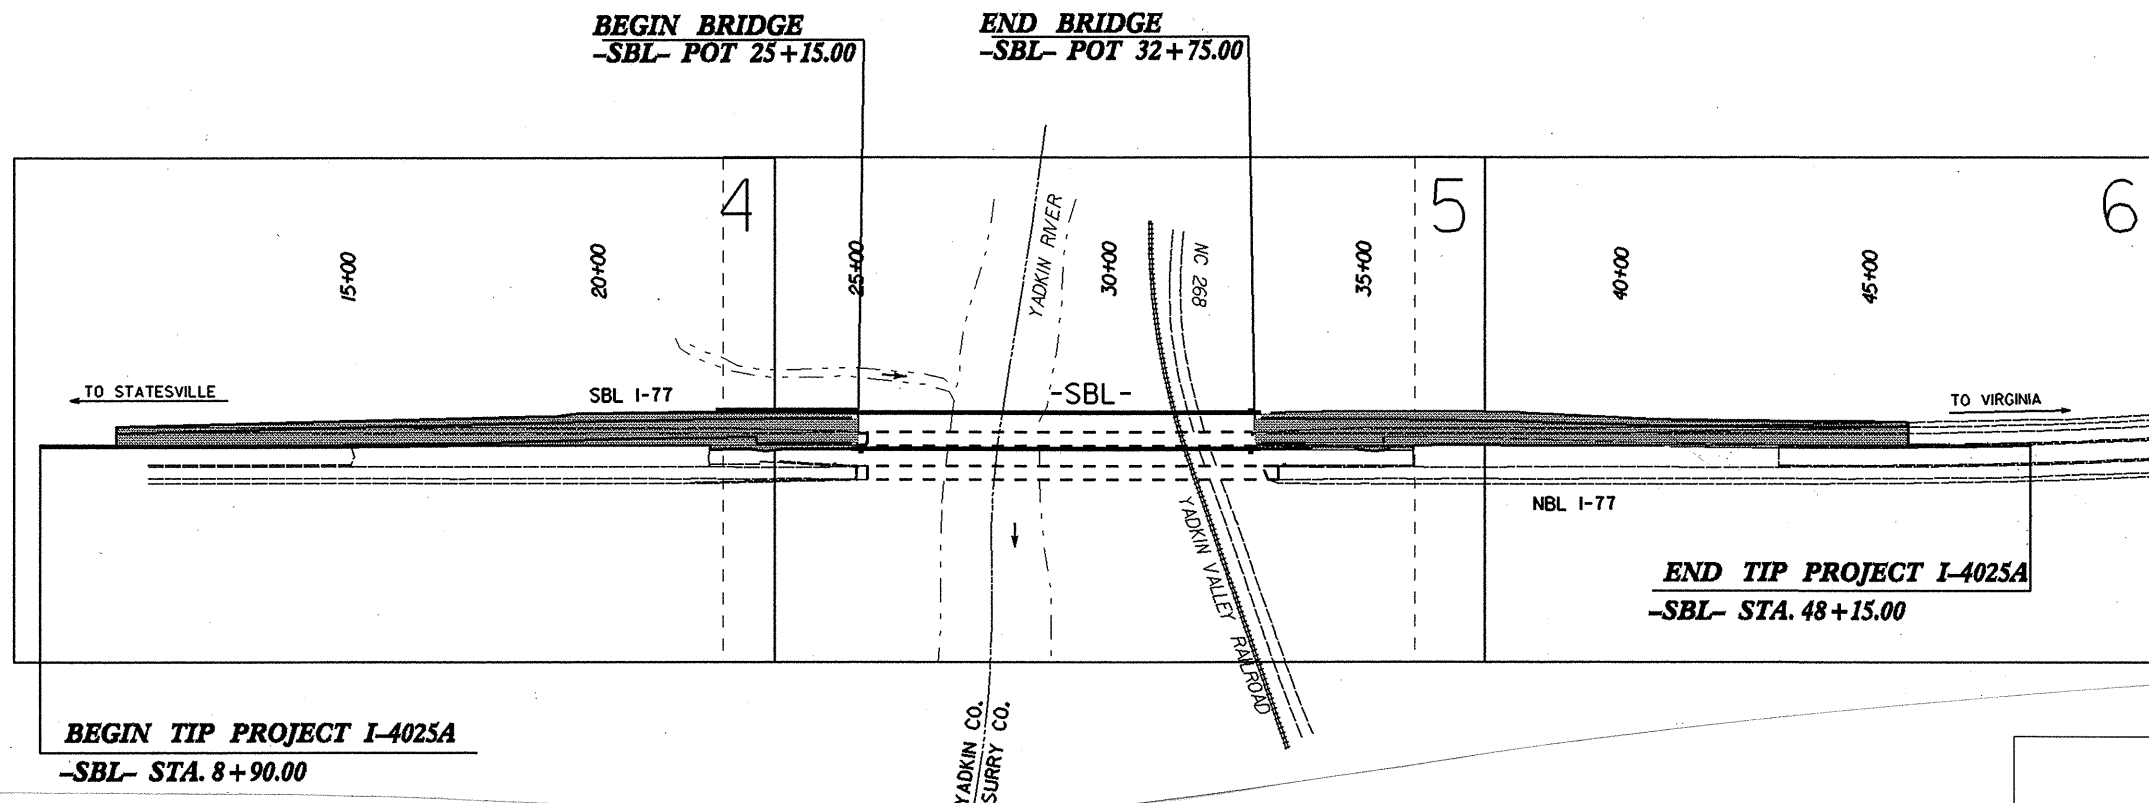 BEGIN BRIDGE
-SBL- POT 25+15.00
END BRIDGE
-SBL- POT 32+75.00
4
5
6
15+00
20+00
25+00
30+00
35+00
40+00
45+00
YADKIN RIVER
NC 268
TO STATESVILLE
SBL I-77
-SBL-
TO VIRGINIA
NBL I-77
YADKIN VALLEY RAILROAD
END TIP PROJECT I-4025A
-SBL- STA. 48+15.00
BEGIN TIP PROJECT I-4025A
-SBL- STA. 8+90.00
YADKIN CO.
SURRY CO.